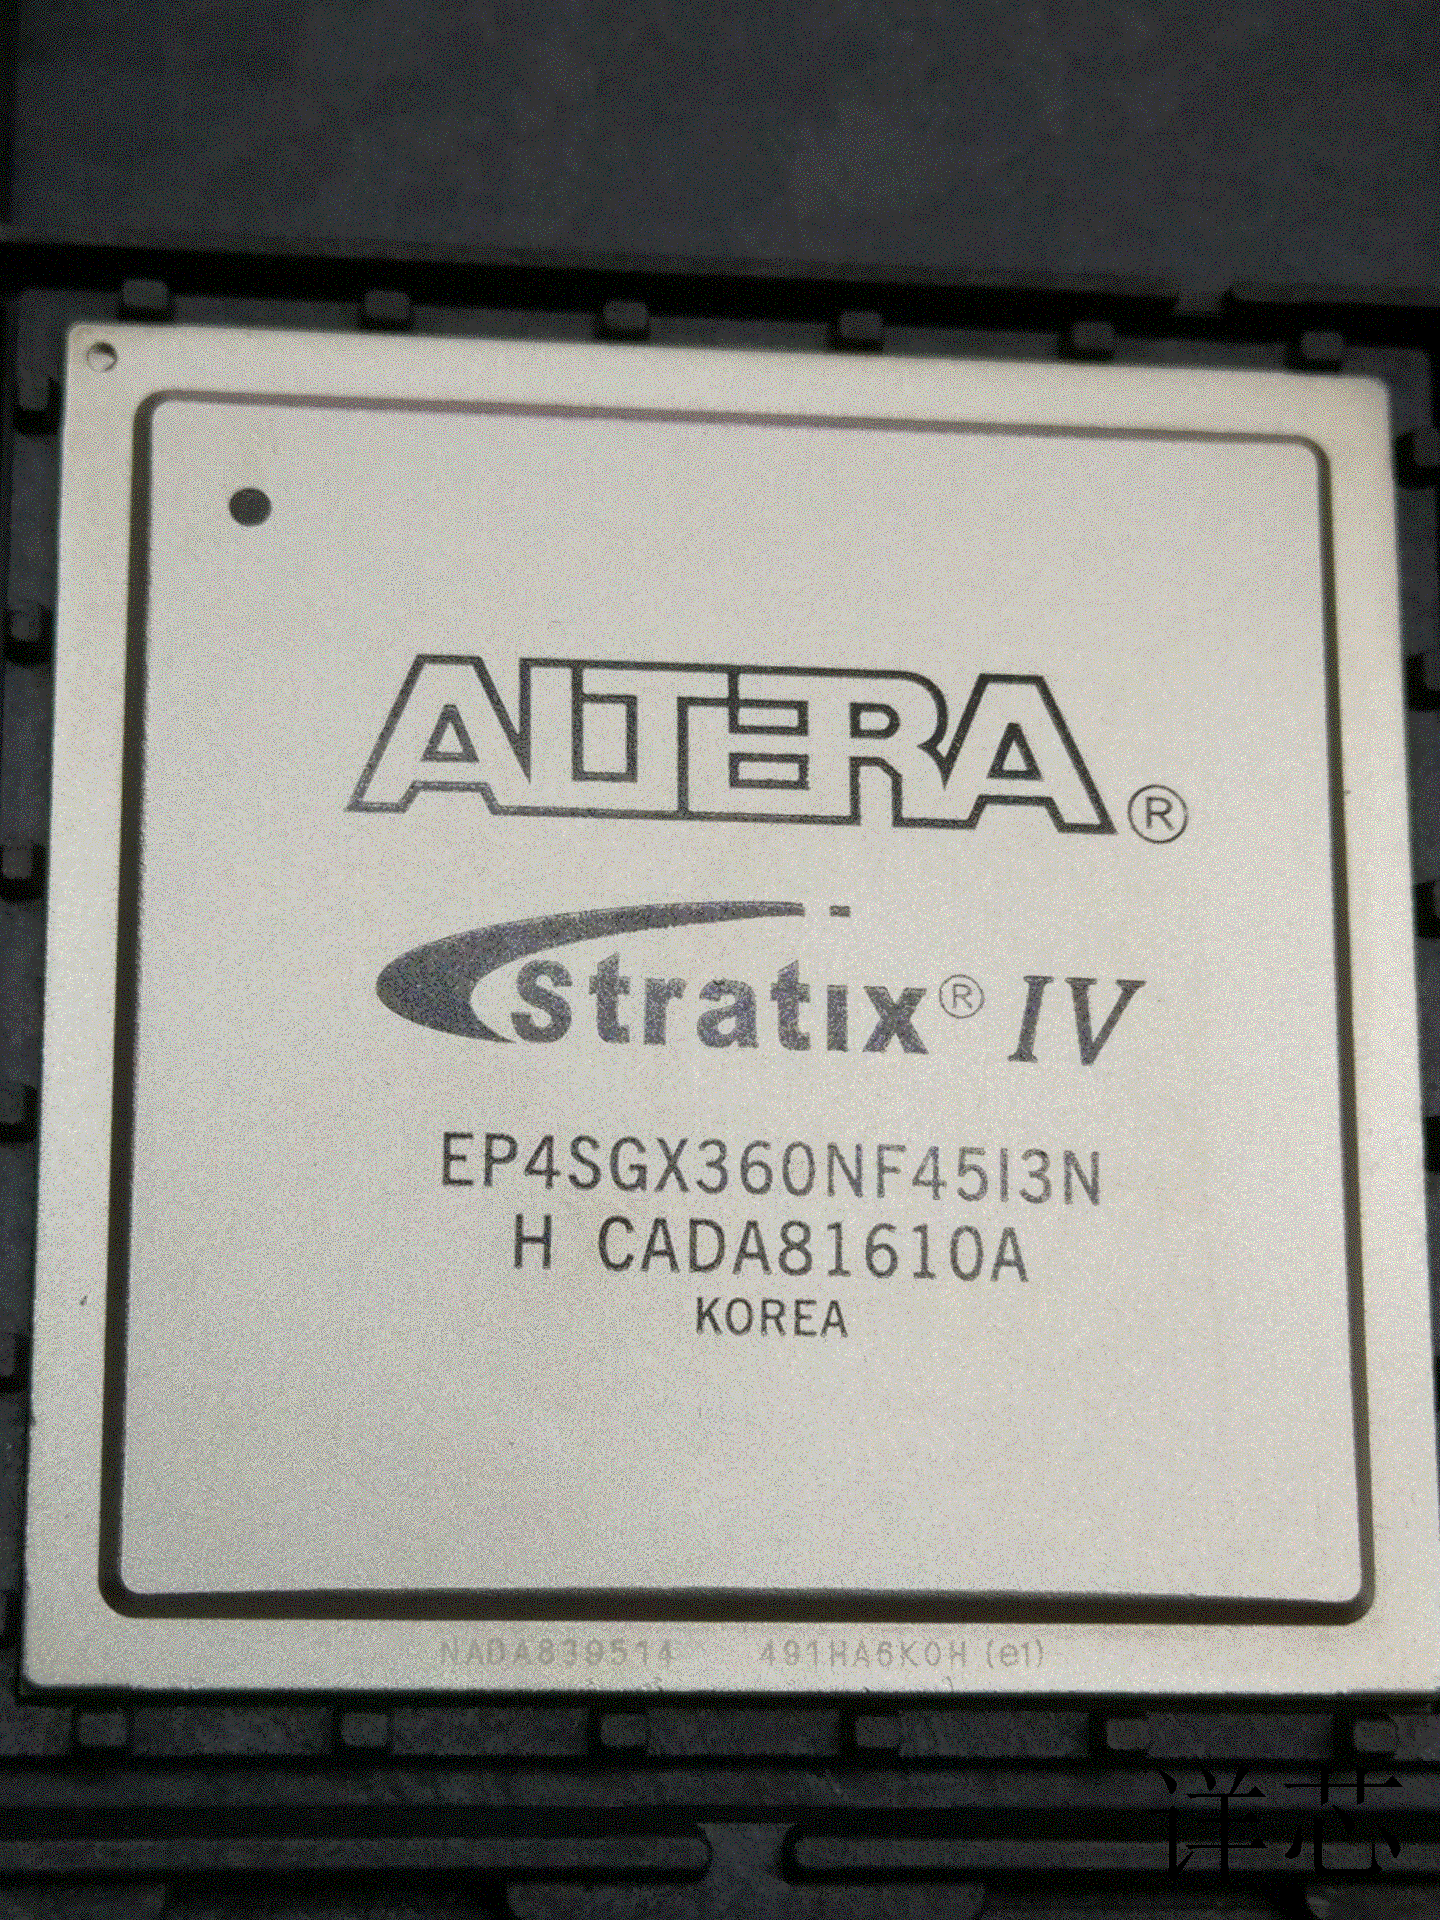 ALTERA®
Stratix® IV
EP4SGX360NF45I3N
H CADA81610A
KOREA
NADA839514 491HA6K0H (e1)
洋芯